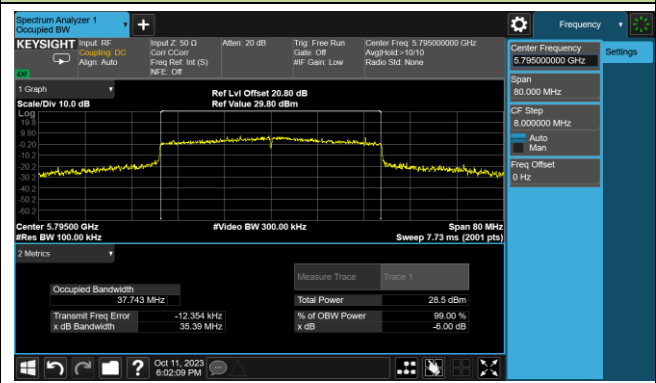 Spectrum Analyzer 1
Occupied BW
Frequency
KEYSIGHT
Input: RF
Coupling: DC
Align: Auto
Input Z: 50 Ω
Corr CCorr
Freq Ref: Int (S)
NFE: Off
Atten: 20 dB
Trig: Free Run
Gate: Off
#IF Gain: Low
Center Freq: 5.795000000 GHz
Avg|Hold:>10/10
Radio Std: None
LXI
Center Frequency
5.795000000 GHz
Settings
Span
80.000 MHz
CF Step
8.000000 MHz
Auto
Man
Freq Offset
0 Hz
1 Graph
Scale/Div 10.0 dB
Ref Lvl Offset 20.80 dB
Ref Value 29.80 dBm
Log
19.8
9.80
-0.20
-10.2
-20.2
-30.2
-40.2
-50.2
-60.2
Center 5.79500 GHz
#Video BW 300.00 kHz
Span 80 MHz
#Res BW 100.00 kHz
Sweep 7.73 ms (2001 pts)
2 Metrics
Measure Trace
Trace 1
Occupied Bandwidth
37.743 MHz
Total Power
28.5 dBm
Transmit Freq Error
-12.354 kHz
% of OBW Power
99.00 %
x dB Bandwidth
35.39 MHz
x dB
-6.00 dB
?
Oct 11, 2023
6:02:09 PM